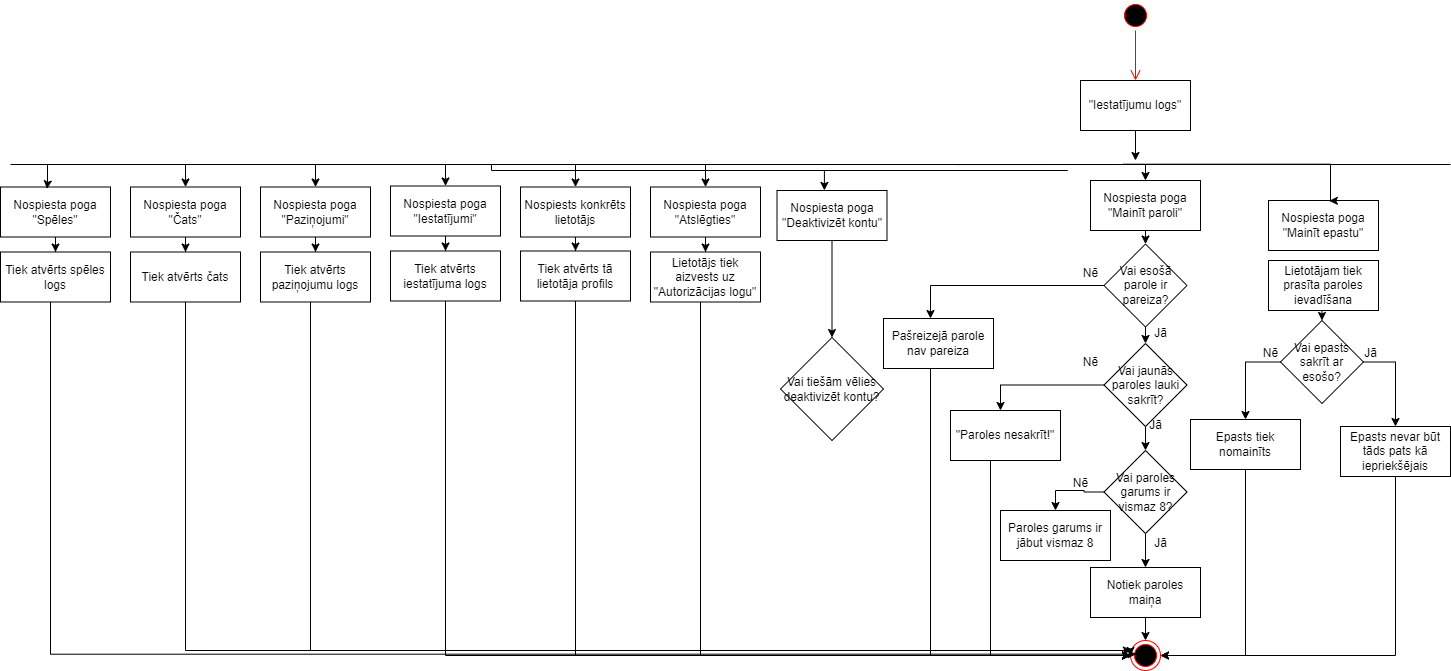 "Iestatījumu logs"
Nospiesta poga
"Spēles"
Nospiesta poga
"Čats"
Nospiesta poga
"Paziņojumi"
Nospiesta poga
"Iestatījumi"
Nospiests konkrēts
lietotājs
Nospiesta poga
"Atslēgties"
Nospiesta poga
"Deaktivizēt kontu"
Nospiesta poga
"Mainīt paroli"
Nospiesta poga
"Mainīt epastu"
Tiek atvērts spēles
logs
Tiek atvērts čats
Tiek atvērts
paziņojumu logs
Tiek atvērts
iestatījuma logs
Tiek atvērts tā
lietotāja profils
Lietotājs tiek
aizvests uz
"Autorizācijas logu"
Vai tiešām vēlies
deaktivizēt kontu?
Vai esošā
parole ir
pareiza?
Nē
Jā
Pašreizejā parole
nav pareiza
Vai jaunās
paroles lauki
sakrīt?
Nē
Jā
"Paroles nesakrīt!"
Vai paroles
garums ir
vismaz 8?
Nē
Jā
Paroles garums ir
jābut vismaz 8
Notiek paroles
maiņa
Lietotājam tiek
prasīta paroles
ievadīšana
Vai epasts
sakrīt ar
esošo?
Nē
Jā
Epasts tiek
nomainīts
Epasts nevar būt
tāds pats kā
iepriekšējais